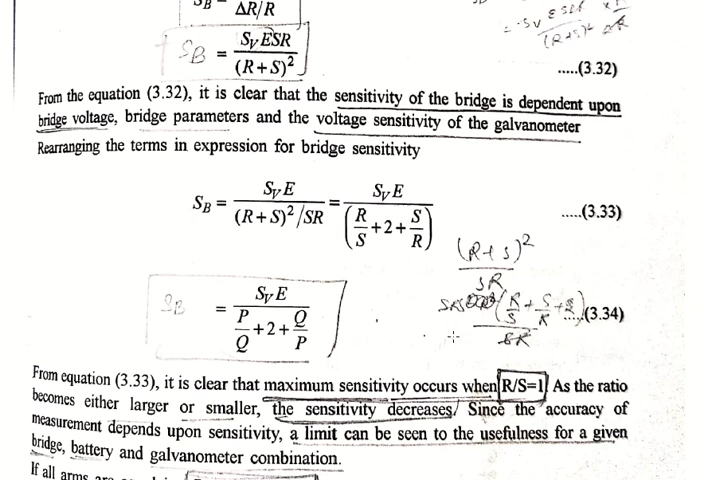 ΔR/R
S_B = S_V ESR / (R+S)²
.....(3.32)
From the equation (3.32), it is clear that the sensitivity of the bridge is dependent upon
bridge voltage, bridge parameters and the voltage sensitivity of the galvanometer
Rearranging the terms in expression for bridge sensitivity
S_B = S_V E / (R+S)²/SR = S_V E / (R/S + 2 + S/R) .....(3.33)
(R+S)²
SR
S_B = S_V E / P/Q + 2 + Q/P .....(3.34)
From equation (3.33), it is clear that maximum sensitivity occurs when R/S=1 As the ratio
becomes either larger or smaller, the sensitivity decreases. Since the accuracy of
measurement depends upon sensitivity, a limit can be seen to the usefulness for a given
bridge, battery and galvanometer combination.
If all arms are